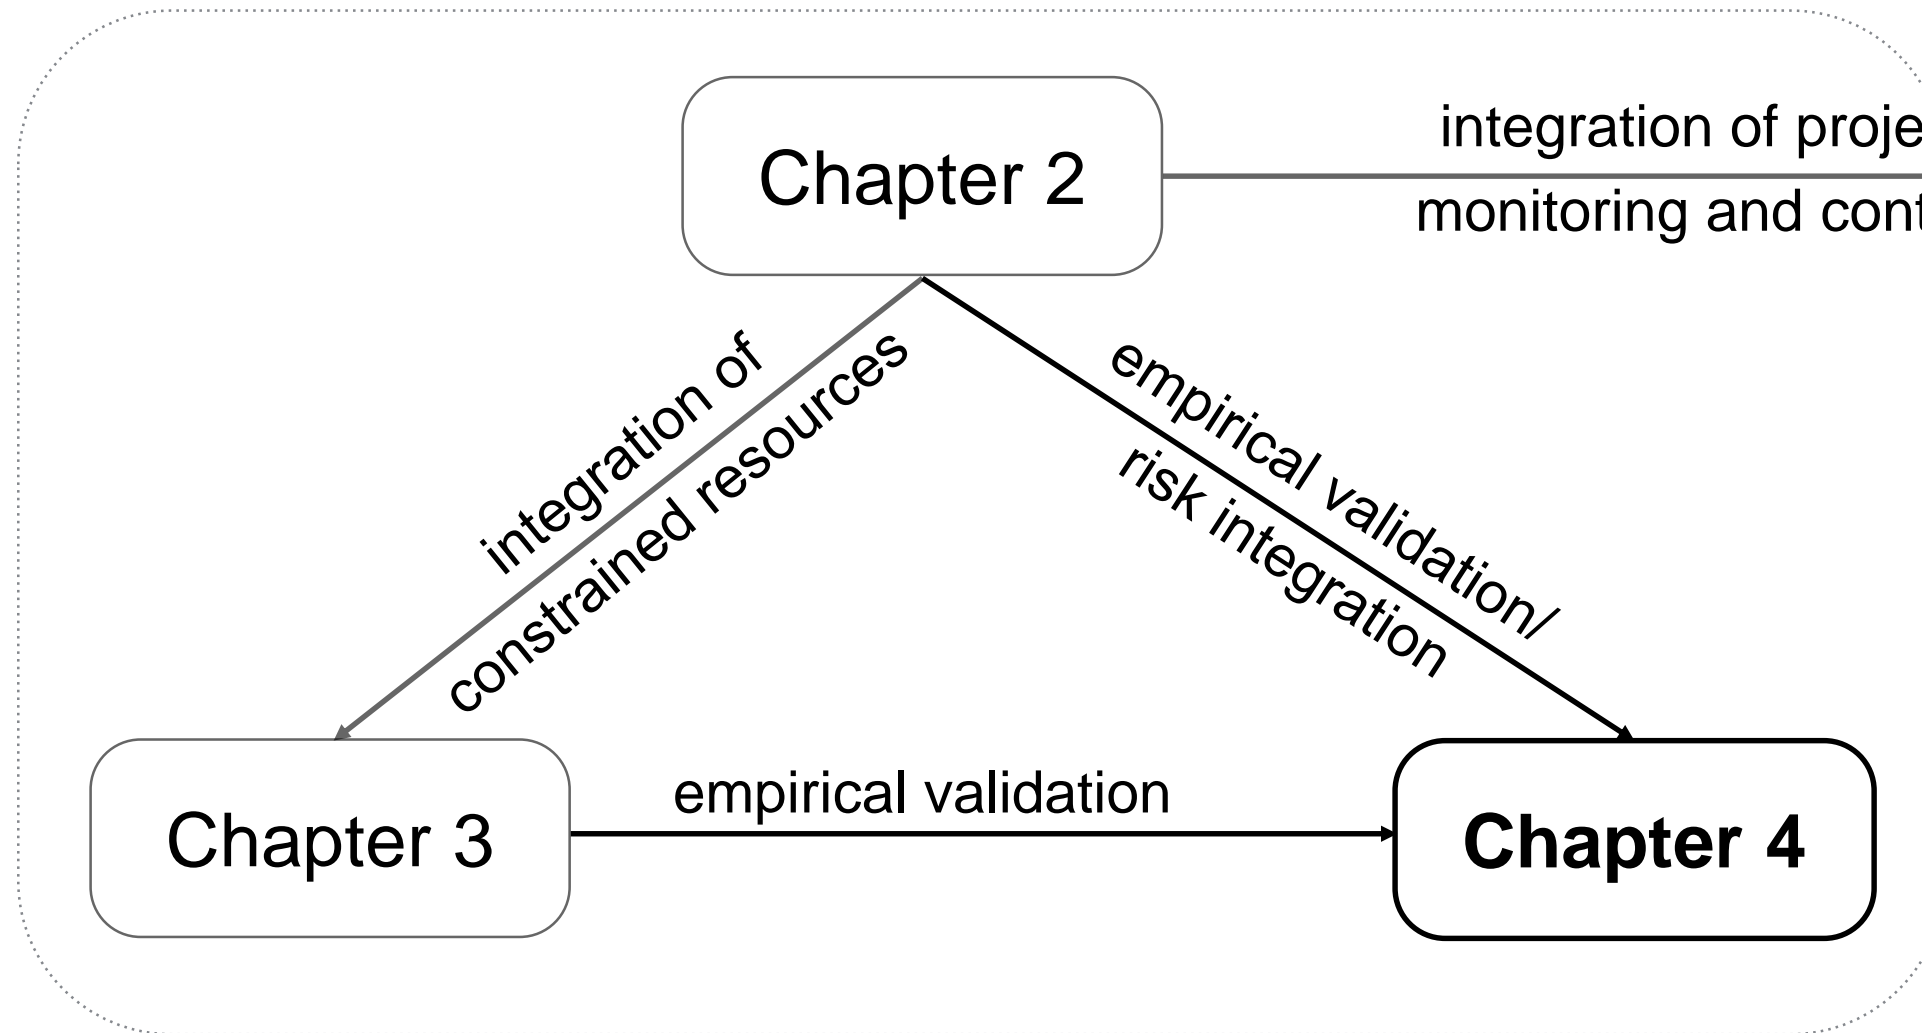 integration of proje
Chapter 2
monitoring and cont
integration of
constrained resources
empirical validation/
risk integration
empirical validation
Chapter 3
Chapter 4